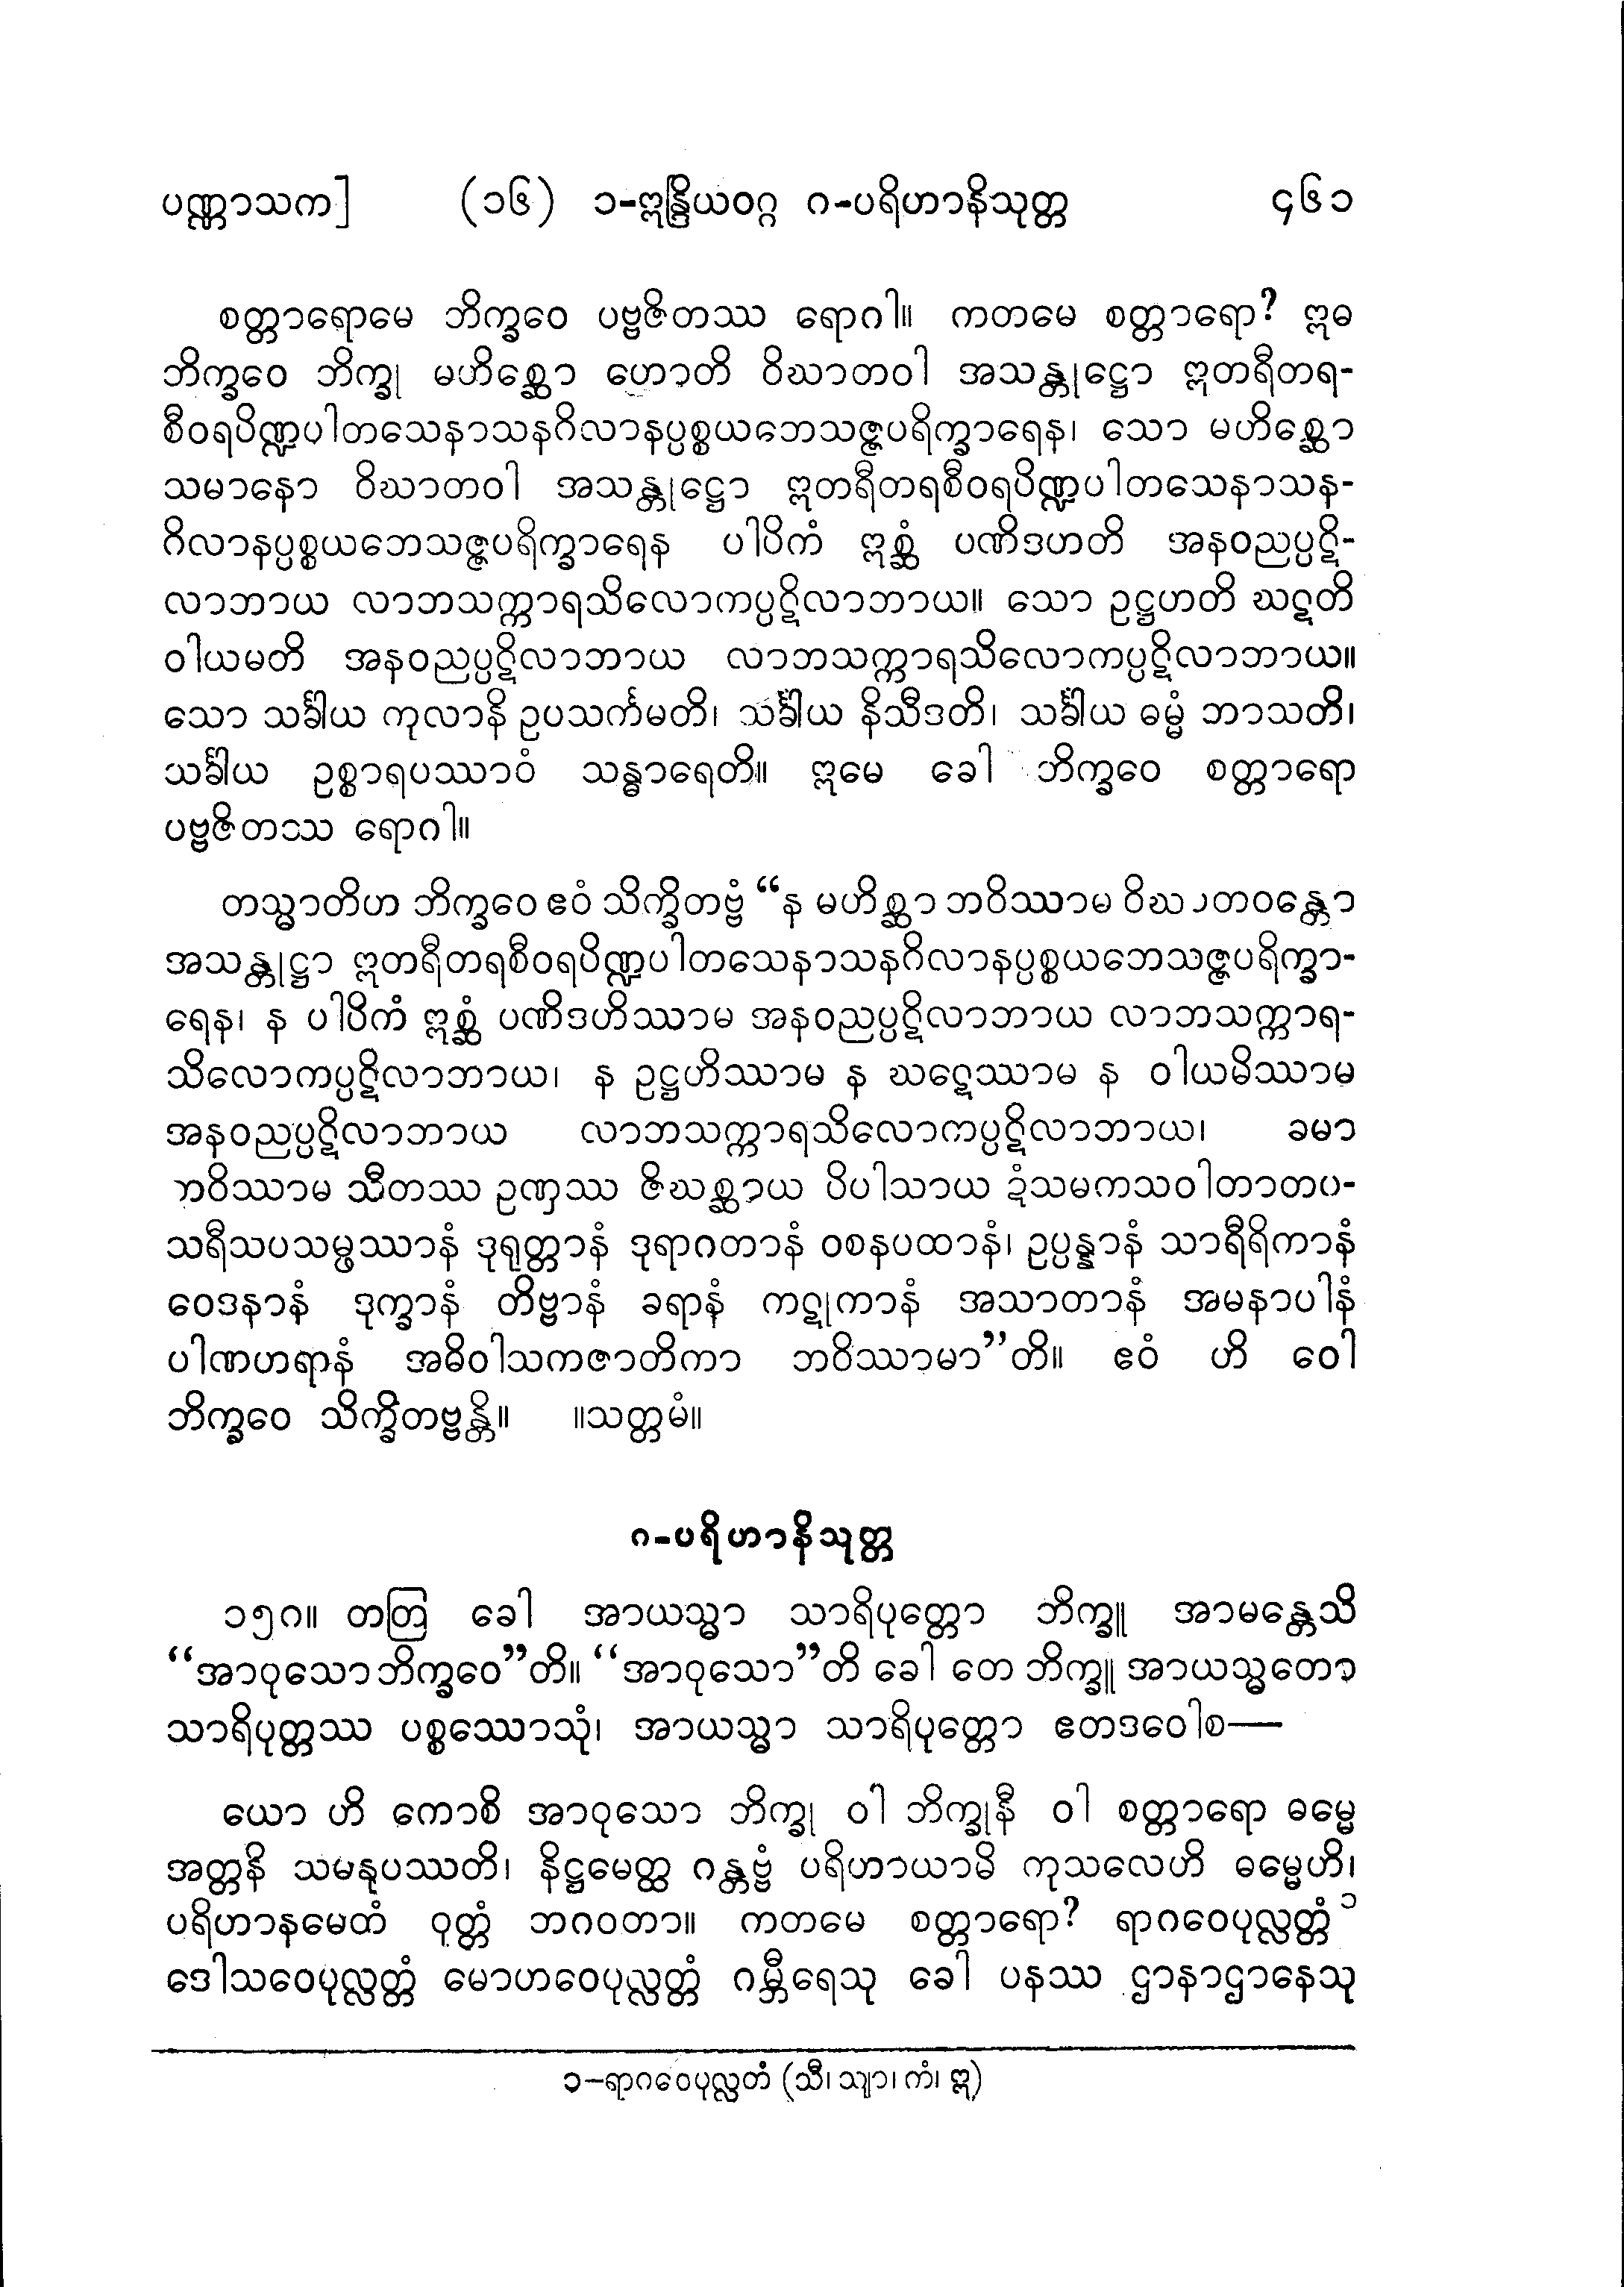 ပဏ္ဏာသက] (၁၆) ၁-ဣန္ဒြိယဝဂ္ဂ ဂ-ပရိဟာနိသုတ္တ ၄၆၁
စတ္တာရောမေ ဘိက္ခဝေ ပဗ္ဗဇိတဿ ရောဂါ။ ကတမေ စတ္တာရော? ဣဓ
ဘိက္ခဝေ ဘိက္ခု မဟိစ္ဆော ဟောတိ ဝိဃာတဝါ အသန္တုဋ္ဌော ဣတရီတရ-
စီဝရပိဏ္ဍပါတသေနာသနဂိလာနပ္ပစ္စယဘေသဇ္ဇပရိက္ခာရေန၊ သော မဟိစ္ဆော
သမာနော ဝိဃာတဝါ အသန္တုဋ္ဌော ဣတရီတရစီဝရပိဏ္ဍပါတသေနာသန-
ဂိလာနပ္ပစ္စယဘေသဇ္ဇပရိက္ခာရေန ပါပိကံ ဣစ္ဆံ ပဏိဒဟတိ အနဝညပ္ပဋိ-
လာဘာယ လာဘသက္ကာရသိလောကပ္ပဋိလာဘာယ။ သော ဥဋ္ဌဟတိ ဃဋတိ
ဝါယမတိ အနဝညပ္ပဋိလာဘာယ လာဘသက္ကာရသိလောကပ္ပဋိလာဘာယ။
သော သင်္ခါယ ကုလာနိ ဥပသင်္ကမတိ၊ သင်္ခါယ နိသီဒတိ၊ သင်္ခါယ ဓမ္မံ ဘာသတိ၊
သင်္ခါယ ဥစ္စာရပဿာဝံ သန္ဓာရေတိ။ ဣမေ ခေါ ဘိက္ခဝေ စတ္တာရော
ပဗ္ဗဇိတဿ ရောဂါ။
တသ္မာတိဟ ဘိက္ခဝေ ဧဝံ သိက္ခိတဗ္ဗံ “န မဟိစ္ဆာ ဘဝိဿာမ ဝိဃာတဝန္တော
အသန္တုဋ္ဌာ ဣတရီတရစီဝရပိဏ္ဍပါတသေနာသနဂိလာနပ္ပစ္စယဘေသဇ္ဇပရိက္ခာ-
ရေန၊ န ပါပိကံ ဣစ္ဆံ ပဏိဒဟိဿာမ အနဝညပ္ပဋိလာဘာယ လာဘသက္ကာရ-
သိလောကပ္ပဋိလာဘာယ၊ န ဥဋ္ဌဟိဿာမ န ဃဋေဿာမ န ဝါယမိဿာမ
အနဝညပ္ပဋိလာဘာယ လာဘသက္ကာရသိလောကပ္ပဋိလာဘာယ၊ ခမာ
ဘဝိဿာမ သီတဿ ဥဏှဿ ဇိဃစ္ဆာယ ပိပါသာယ ဍံသမကသဝါတာတပ-
သရီသပသမ္ဖဿာနံ ဒုရုတ္တာနံ ဒုရာဂတာနံ ဝစနပထာနံ၊ ဥပ္ပန္နာနံ သာရီရိကာနံ
ဝေဒနာနံ ဒုက္ခာနံ တိဗ္ဗာနံ ခရာနံ ကဋုကာနံ အသာတာနံ အမနာပါနံ
ပါဏဟရာနံ အဓိဝါသကဇာတိကာ ဘဝိဿာမာ”တိ။ ဧဝံ ဟိ ဝေါ
ဘိက္ခဝေ သိက္ခိတဗ္ဗန္တိ။ ။သတ္တမံ။
ဂ-ပရိဟာနိသုတ္တ
၁၅ဂ။ တတြ ခေါ အာယသ္မာ သာရိပုတ္တော ဘိက္ခူ အာမန္တေသိ
“အာဝုသော ဘိက္ခဝေ”တိ။ “အာဝုသော”တိ ခေါ တေ ဘိက္ခူ အာယသ္မတော
သာရိပုတ္တဿ ပစ္စဿောသုံ၊ အာယသ္မာ သာရိပုတ္တော ဧတဒဝေါစ—
ယော ဟိ ကောစိ အာဝုသော ဘိက္ခု ဝါ ဘိက္ခုနီ ဝါ စတ္တာရော ဓမ္မေ
အတ္တနိ သမနုပဿတိ၊ နိဋ္ဌမေတ္ထ ဂန္တဗ္ဗံ ပရိဟာယာမိ ကုသလေဟိ ဓမ္မေဟိ၊
ပရိဟာနမေတံ ဝုတ္တံ ဘဂဝတာ။ ကတမေ စတ္တာရော? ရာဂဝေပုလ္လတ္တံ ၁
ဒေါသဝေပုလ္လတ္တံ မောဟဝေပုလ္လတ္တံ ဂမ္ဘီရေသု ခေါ ပနဿ ဌာနာဌာနေသု
၁-ရာဂဝေပုလ္လတံ (သီ၊ သျာ၊ ကံ၊ ဣ)